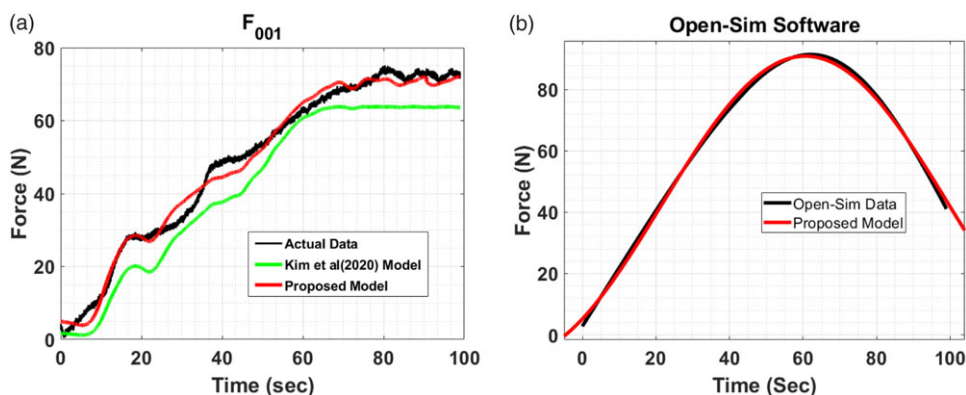 (a)
F001
Force (N)
80
60
40
20
0
Actual Data
Kim et al(2020) Model
Proposed Model
0 20 40 60 80 100
Time (sec)
(b)
Open-Sim Software
Force (N)
80
60
40
20
0
Open-Sim Data
Proposed Model
0 20 40 60 80 100
Time (Sec)